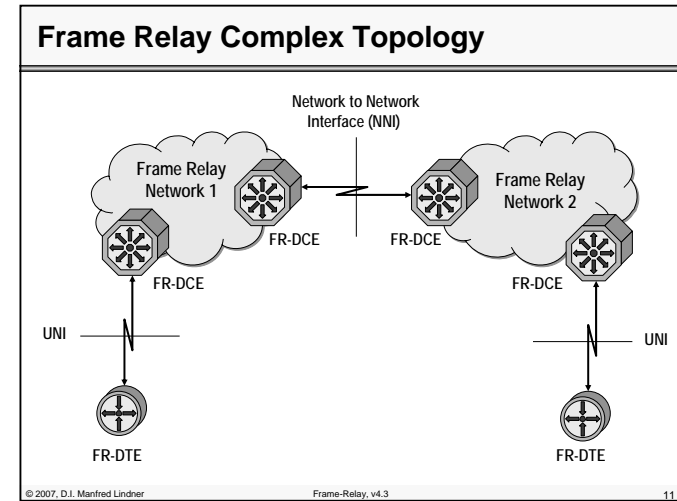 Frame Relay Complex Topology
Network to Network
Interface (NNI)
Frame Relay
Network 1
Frame Relay
Network 2
FR-DCE
FR-DCE
FR-DCE
FR-DCE
UNI
UNI
FR-DTE
FR-DTE
© 2007, D.I. Manfred Lindner
Frame-Relay, v4.3
11